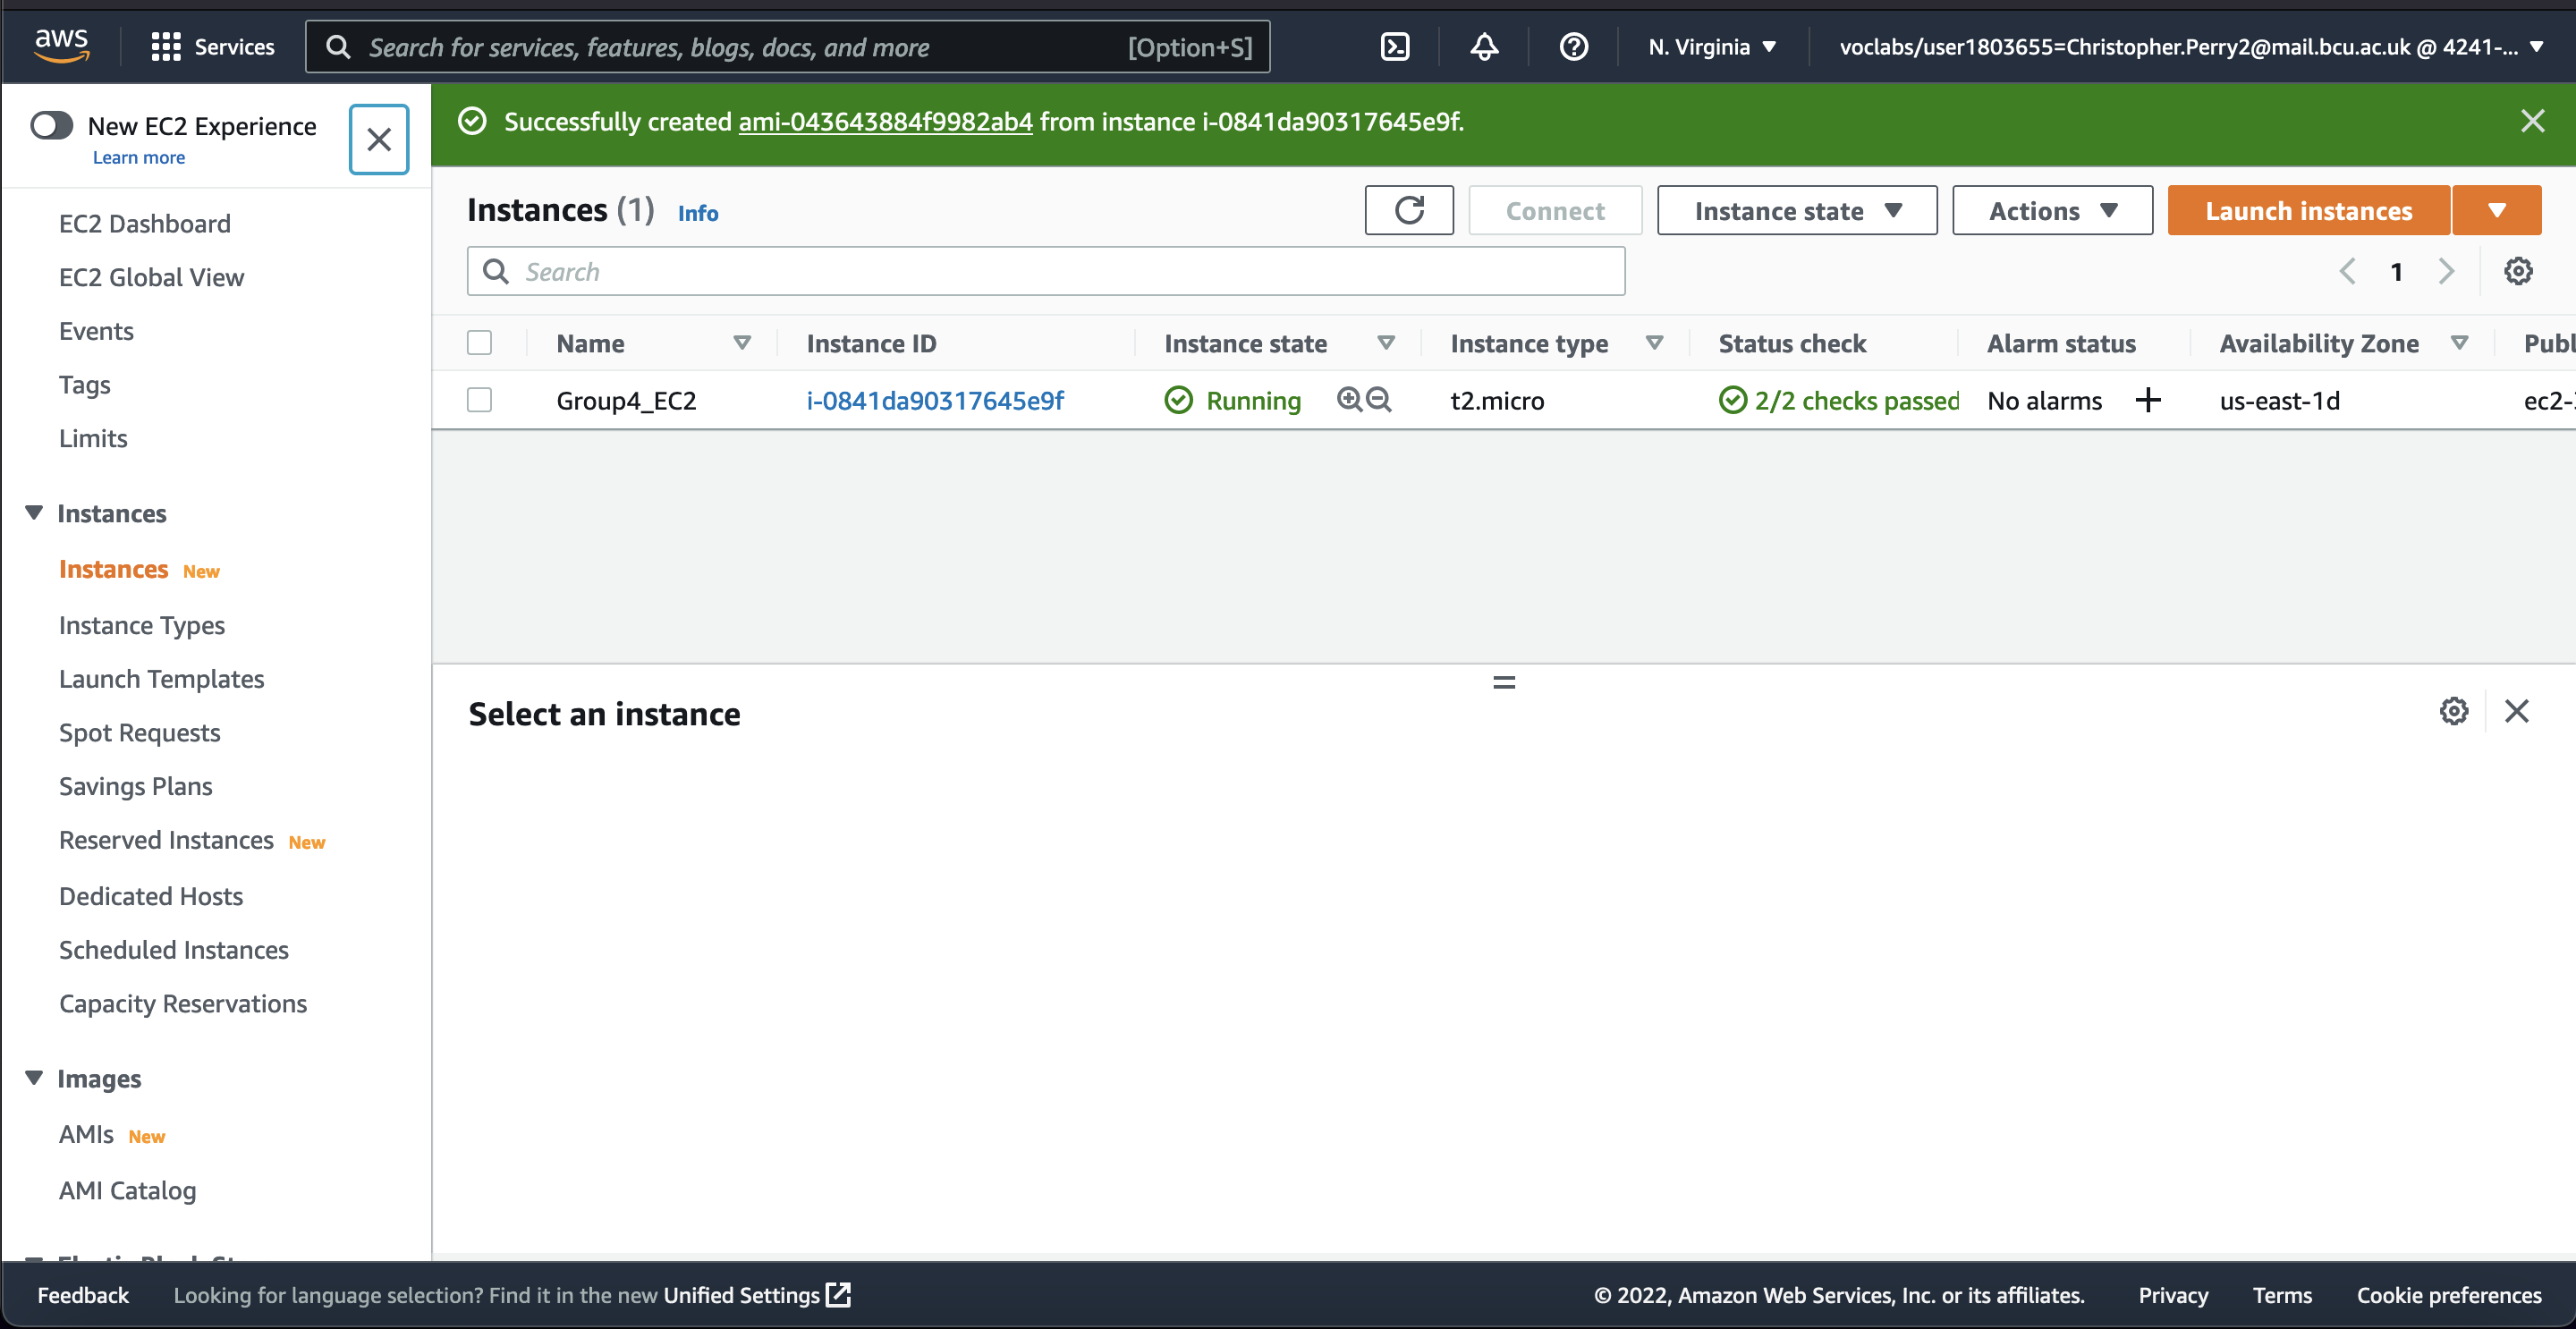 aws
Services
Search for services, features, blogs, docs, and more
[Option+S]
N. Virginia
voclabs/user1803655=Christopher.Perry2@mail.bcu.ac.uk @ 4241-...
New EC2 Experience
Learn more
EC2 Dashboard
EC2 Global View
Events
Tags
Limits
Instances
Instances New
Instance Types
Launch Templates
Spot Requests
Savings Plans
Reserved Instances New
Dedicated Hosts
Scheduled Instances
Capacity Reservations
Images
AMIs New
AMI Catalog
Successfully created ami-043643884f9982ab4 from instance i-0841da90317645e9f.
Instances (1) Info
Connect
Instance state
Actions
Launch instances
Search
1
Name Instance ID Instance state Instance type Status check Alarm status Availability Zone Publ
Group4_EC2 i-0841da90317645e9f Running t2.micro 2/2 checks passed No alarms + us-east-1d ec2-
Select an instance
Feedback Looking for language selection? Find it in the new Unified Settings
© 2022, Amazon Web Services, Inc. or its affiliates. Privacy Terms Cookie preferences